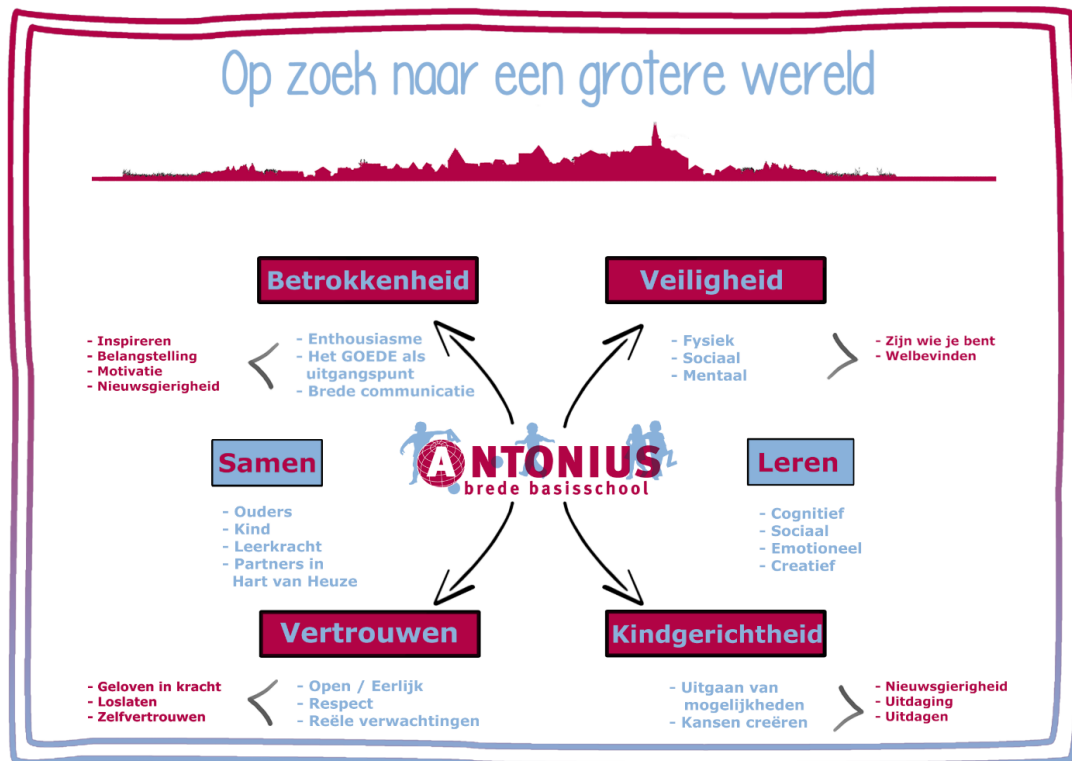 Op zoek naar een grotere wereld
Betrokkenheid
- Inspireren
- Belangstelling
- Motivatie
- Nieuwsgierigheid
- Enthousiasme
- Het GOEDE als
uitgangspunt
- Brede communicatie
Veiligheid
- Fysiek
- Sociaal
- Mentaal
- Zijn wie je bent
- Welbevinden
Samen
- Ouders
- Kind
- Leerkracht
- Partners in
Hart van Heuze
ANTONIUS
brede basisschool
Leren
- Cognitief
- Sociaal
- Emotioneel
- Creatief
Vertrouwen
- Geloven in kracht
- Loslaten
- Zelfvertrouwen
- Open / Eerlijk
- Respect
- Reële verwachtingen
Kindgerichtheid
- Uitgaan van
mogelijkheden
- Kansen creëren
- Nieuwsgierigheid
- Uitdaging
- Uitdagen